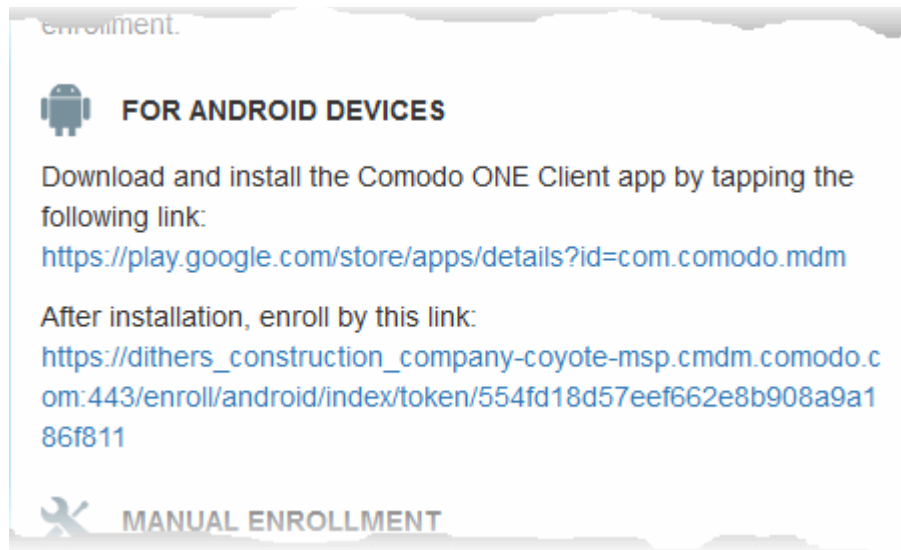 enrollment.
FOR ANDROID DEVICES
Download and install the Comodo ONE Client app by tapping the
following link:
https://play.google.com/store/apps/details?id=com.comodo.mdm
After installation, enroll by this link:
https://dithers_construction_company-coyote-msp.cmdm.comodo.c
om:443/enroll/android/index/token/554fd18d57eef662e8b908a9a1
86f811
MANUAL ENROLLMENT